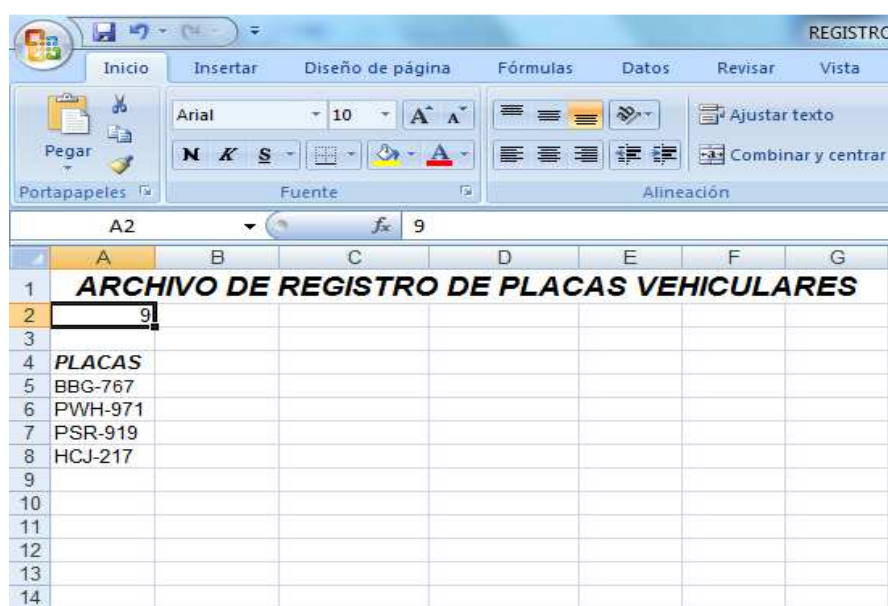 REGISTRO
Inicio Insertar Diseño de página Fórmulas Datos Revisar Vista
Arial 10 A A Ajustar texto
Pegar N K S A Combinar y centrar
Portapapeles Fuente Alineación
A2 fx 9
A B C D E F G
1 ARCHIVO DE REGISTRO DE PLACAS VEHICULARES
2 9
3
4 PLACAS
5 BBG-767
6 PWH-971
7 PSR-919
8 HCJ-217
9
10
11
12
13
14